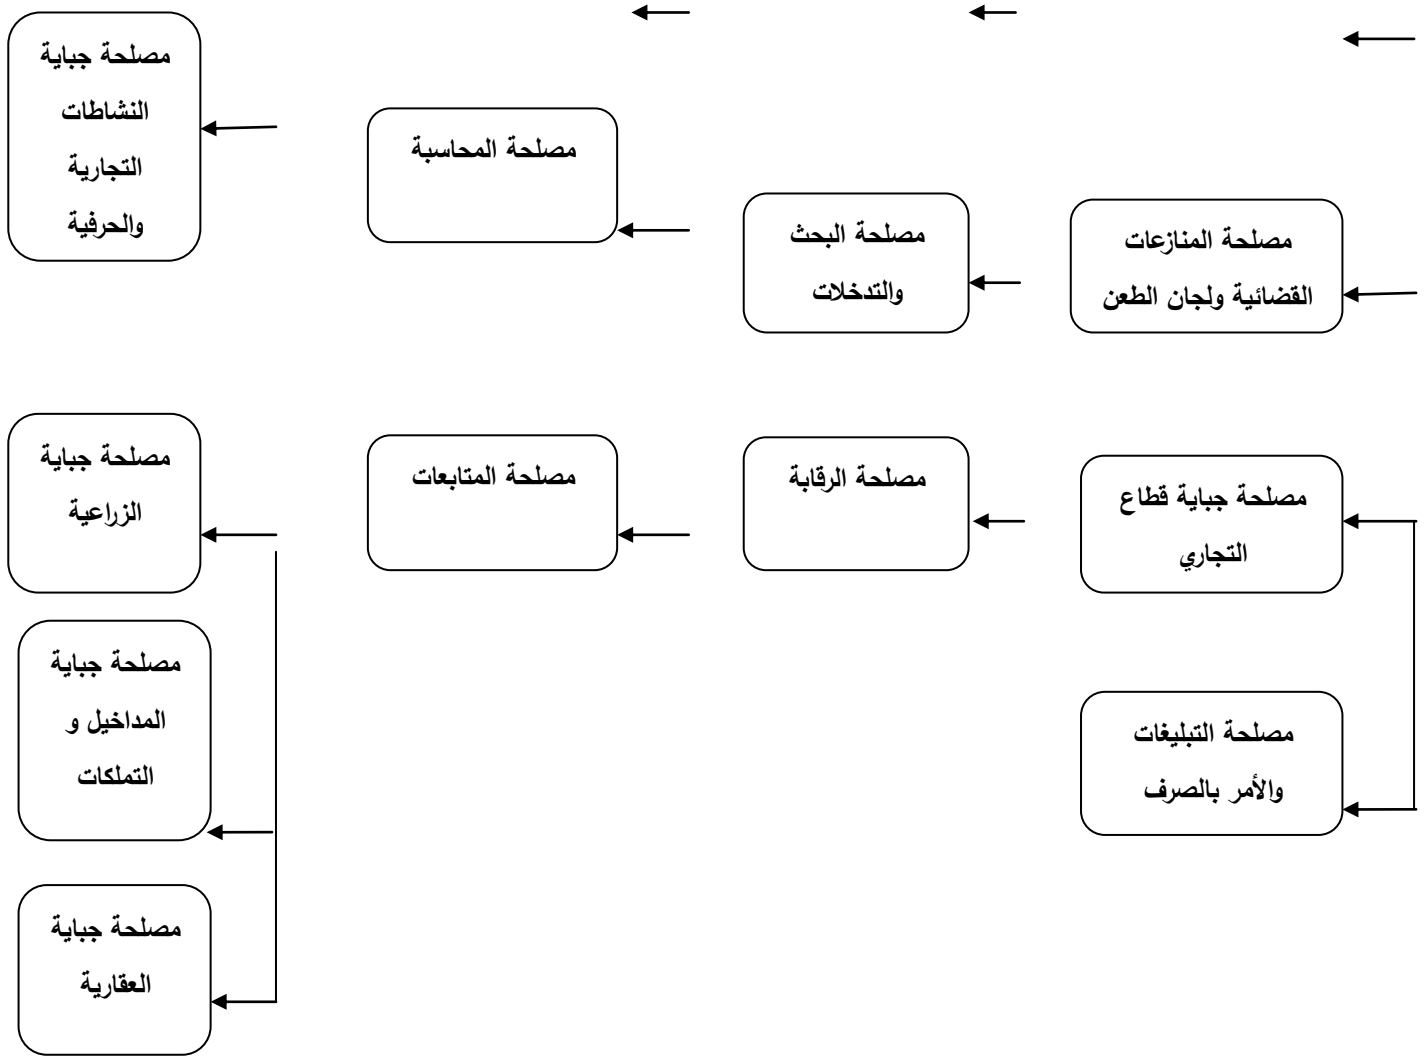 مصلحة المنازعات
القضائية ولجان الطعن
مصلحة جباية قطاع
التجاري
مصلحة التبليغات
والأمر بالصرف
مصلحة البحث
والتدخلات
مصلحة الرقابة
مصلحة المحاسبة
مصلحة المتابعات
مصلحة جباية
النشاطات
التجارية
والحرفية
مصلحة جباية
الزراعية
مصلحة جباية
المداخيل و
التملكات
مصلحة جباية
العقارية